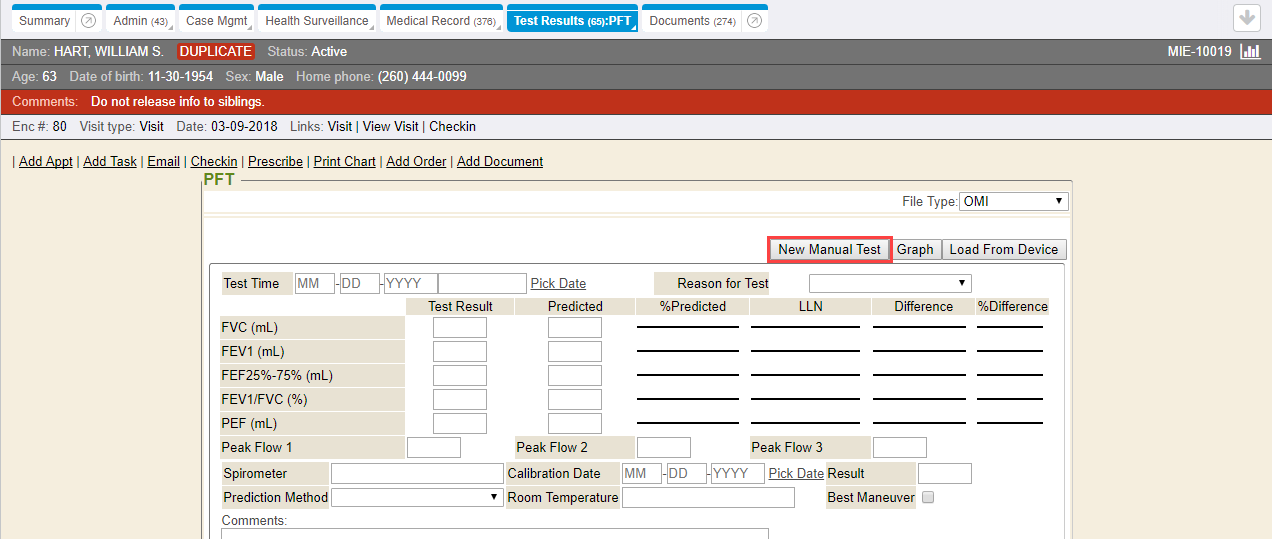 Summary Admin (43) Case Mgmt Health Surveillance Medical Record (376) Test Results (65):PFT Documents (274)
Name: HART, WILLIAM S. DUPLICATE Status: Active MIE-10019
Age: 63 Date of birth: 11-30-1954 Sex: Male Home phone: (260) 444-0099
Comments: Do not release info to siblings.
Enc #: 80 Visit type: Visit Date: 03-09-2018 Links: Visit | View Visit | Checkin
| Add Appt | Add Task | Email | Checkin | Prescribe | Print Chart | Add Order | Add Document
PFT
File Type: OMI
New Manual Test Graph Load From Device
Test Time MM -DD -YYYY Pick Date Reason for Test
Test Result Predicted %Predicted LLN Difference %Difference
FVC (mL)
FEV1 (mL)
FEF25%-75% (mL)
FEV1/FVC (%)
PEF (mL)
Peak Flow 1 Peak Flow 2 Peak Flow 3
Spirometer Calibration Date MM -DD -YYYY Pick Date Result
Prediction Method Room Temperature Best Maneuver
Comments: